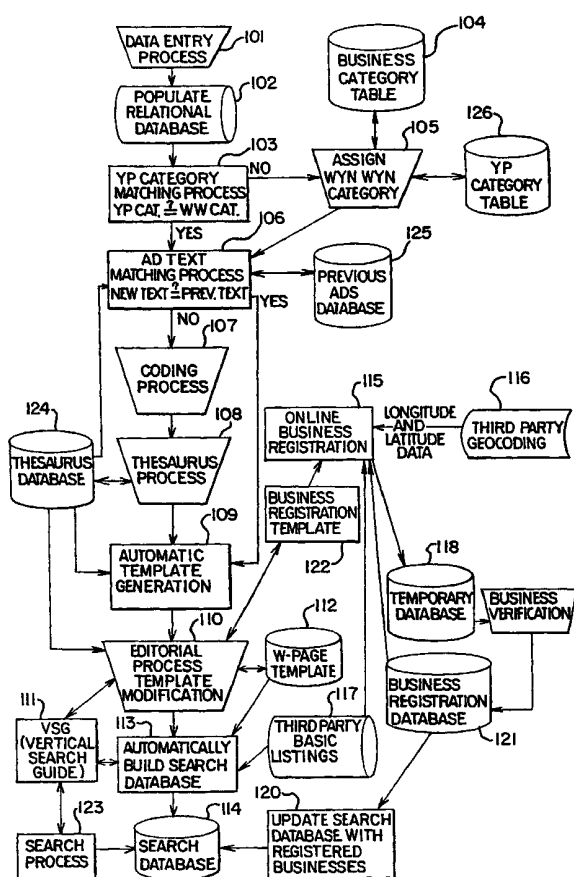 DATA ENTRY
PROCESS
101
POPULATE
RELATIONAL
DATABASE
102
103
YP CATEGORY
MATCHING PROCESS
YP CAT. ≟ WW CAT.
NO
YES
BUSINESS
CATEGORY
TABLE
104
105
ASSIGN
WYN WYN
CATEGORY
126
YP
CATEGORY
TABLE
106
AD TEXT
MATCHING PROCESS
NEW TEXT ≟ PREV. TEXT
YES
NO
125
PREVIOUS
ADS
DATABASE
107
CODING
PROCESS
108
THESAURUS
PROCESS
124
THESAURUS
DATABASE
109
AUTOMATIC
TEMPLATE
GENERATION
115
ONLINE
BUSINESS
REGISTRATION
LONGITUDE
AND
LATITUDE
DATA
116
THIRD PARTY
GEOCODING
BUSINESS
REGISTRATION
TEMPLATE
122
118
TEMPORARY
DATABASE
BUSINESS
VERIFICATION
110
EDITORIAL
PROCESS
TEMPLATE
MODIFICATION
112
W-PAGE
TEMPLATE
BUSINESS
REGISTRATION
DATABASE
121
111
VSG
(VERTICAL
SEARCH
GUIDE)
113
AUTOMATICALLY
BUILD SEARCH
DATABASE
117
THIRD PARTY
BASIC
LISTINGS
123
SEARCH
PROCESS
114
SEARCH
DATABASE
120
UPDATE SEARCH
DATABASE WITH
REGISTERED
BUSINESSES